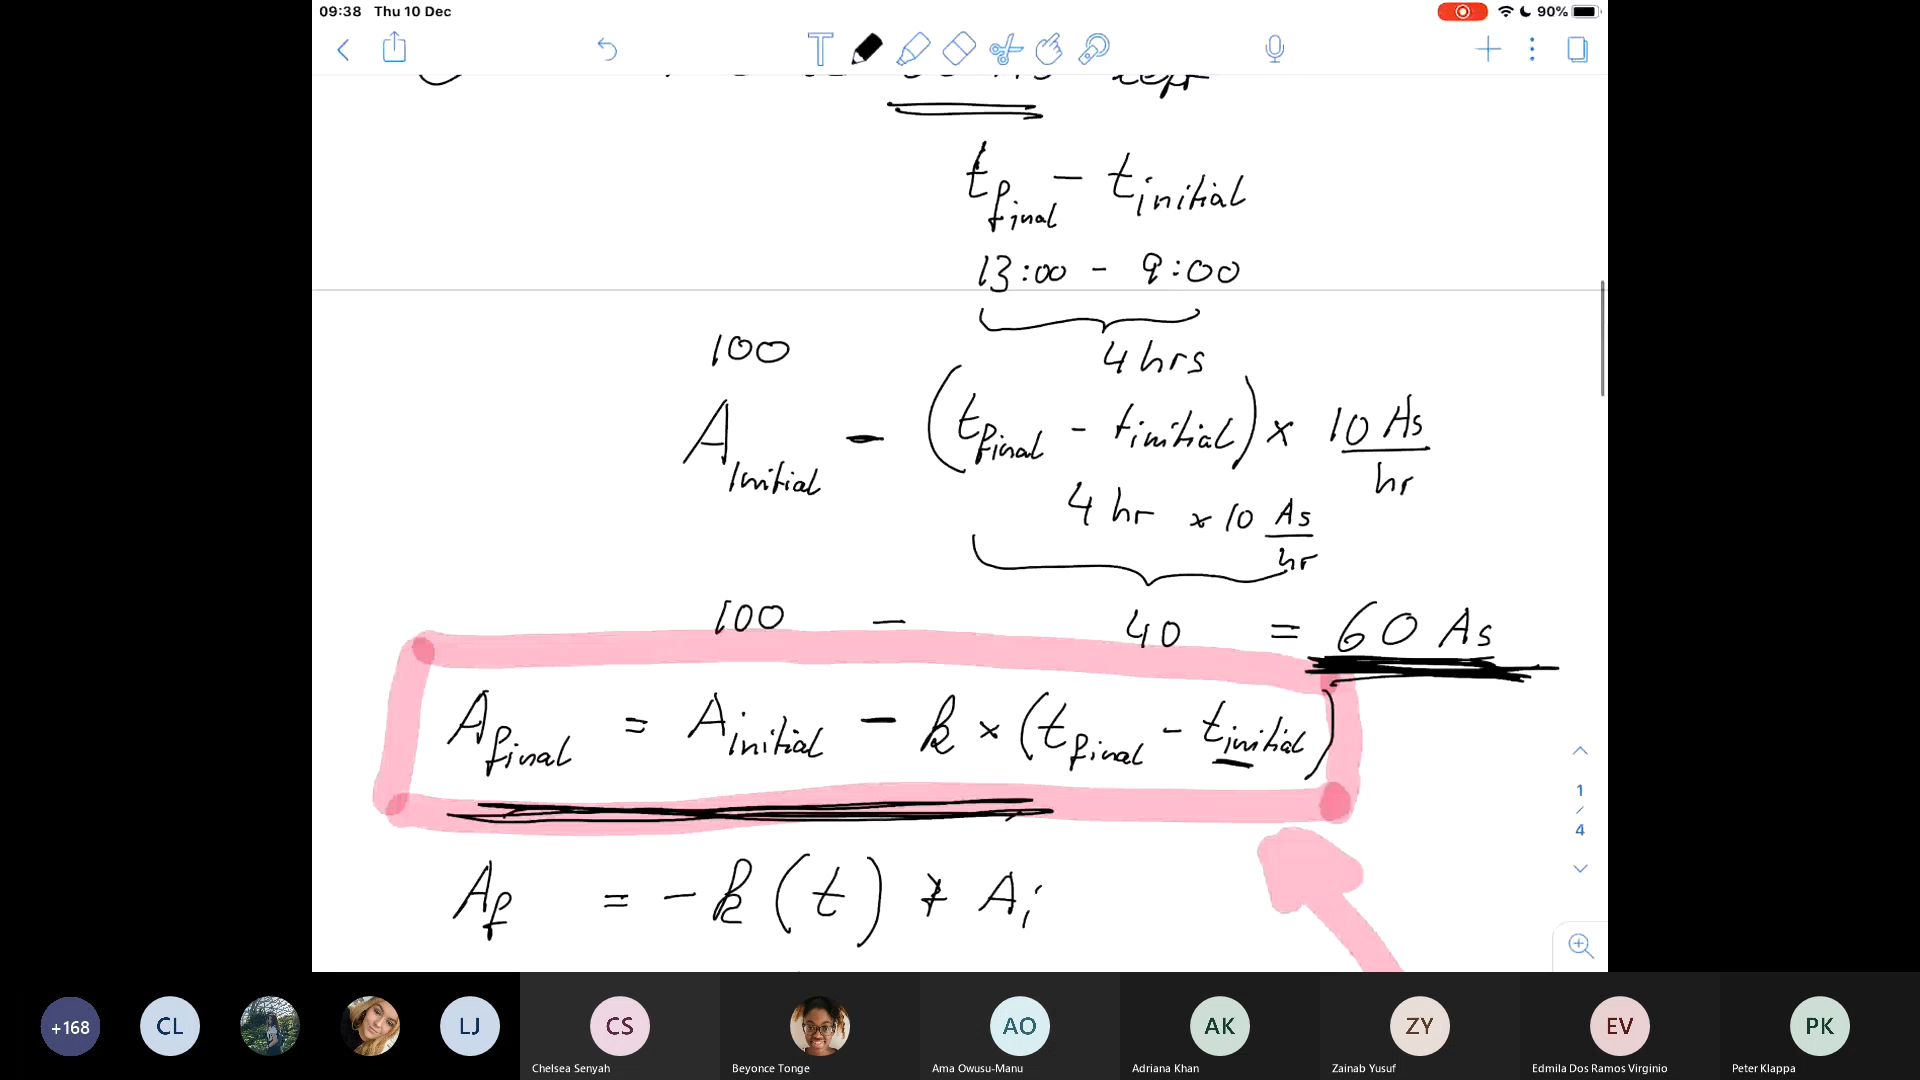 09:38 Thu 10 Dec 90%
T
left
t final - t initial
13:00 - 9:00
100
4 hrs
A Initial - (t final - t initial) × 10 As/hr
4 hr × 10 As/hr
100 - 40 = 60 As
A final = A initial - k × (t final - t initial)
1
/
4
A f = - k (t) + A i
+168
CL
LJ
CS
AO
AK
ZY
EV
PK
Chelsea Senyah
Beyonce Tonge
Ama Owusu-Manu
Adriana Khan
Zainab Yusuf
Edmila Dos Ramos Virginio
Peter Klappa